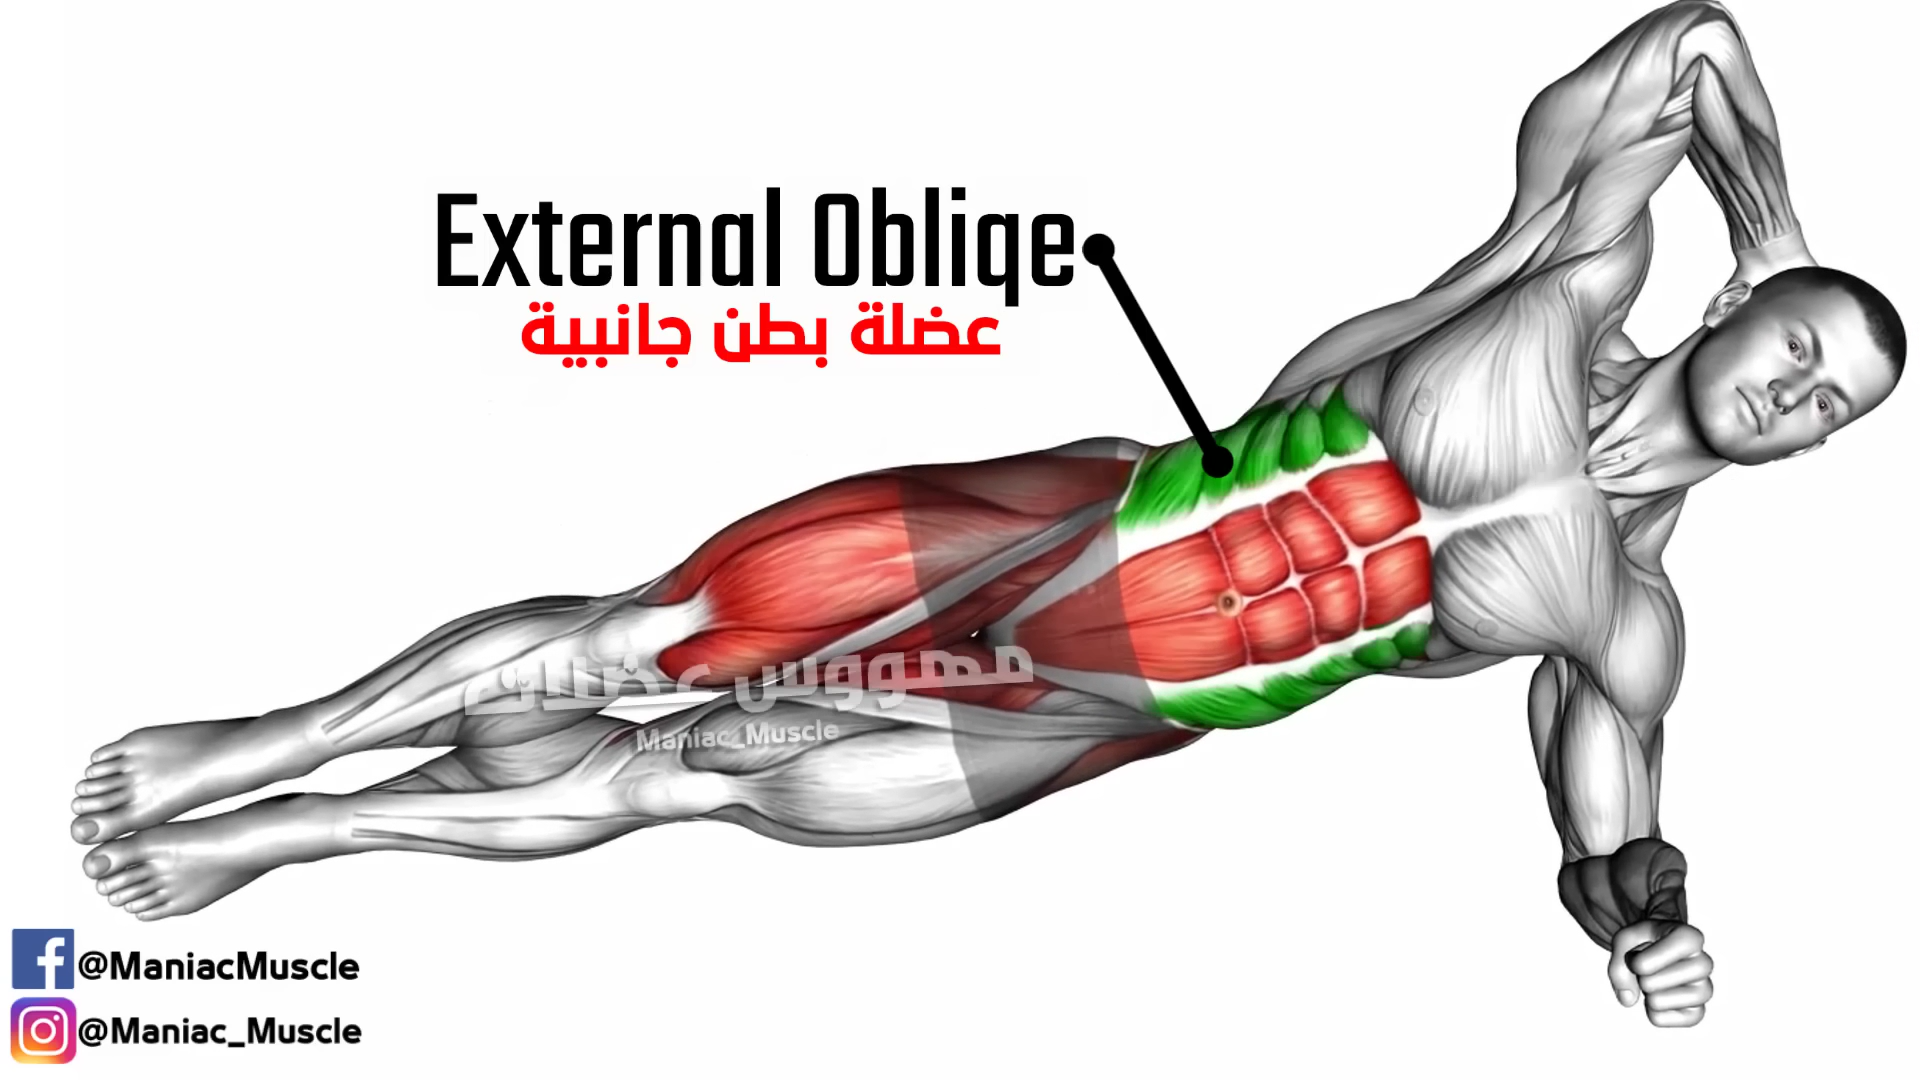 External Obliqe
عضلة بطن جانبية
مهووس عضلات
Maniac_Muscle
@ManiacMuscle
@Maniac_Muscle